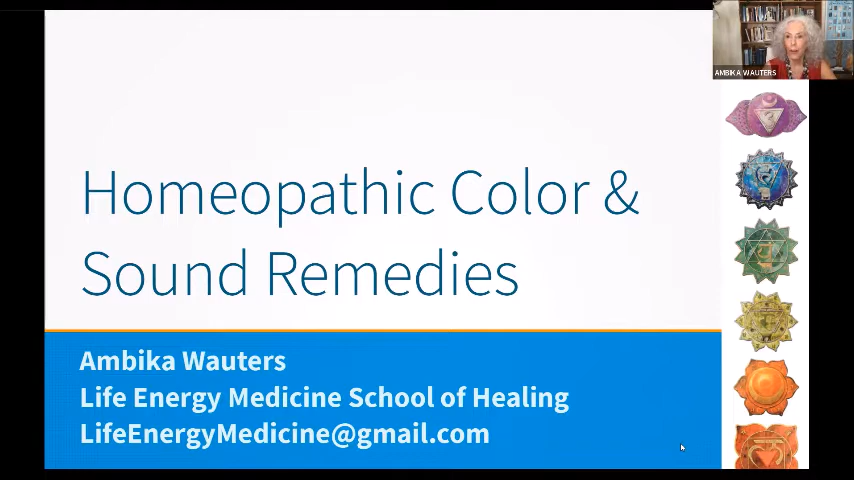 AMBIKA WAUTERS
Homeopathic Color &
Sound Remedies
Ambika Wauters
Life Energy Medicine School of Healing
LifeEnergyMedicine@gmail.com